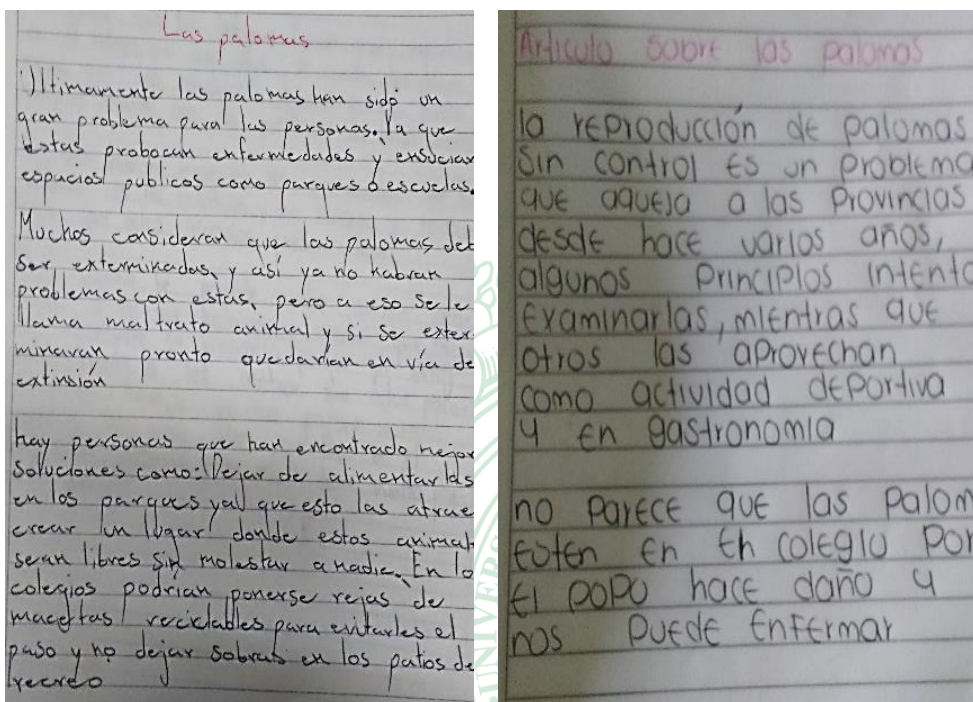 Las palomas
Ultimamente las palomas han sido un
gran problema para las personas. Ya que
estas probocan enfermedades y ensucian
espacios publicos como parques ó escuelas.
Muchos consideran que las palomas deb
ser exterminadas, y así ya no habran
problemas con estas, pero a eso se le
llama maltrato animal y si se exter
minaran pronto quedarían en vía de
extinsión
hay personas que han encontrado mejor
soluciones como: Dejar de alimentarlas
en los parques ya que esto las atrae
crear un lugar donde estos animal
seran libres sin molestar a nadie. En lo
colegios podrian ponerse rejas de
macetas reciclables para evitarles el
paso y no dejar sobras en los patios de
recreo
Articulo sobre las palomas
la reproducción de palomas
sin control es un problema
que aqueja a las Provincias
desde hace varios años,
algunos Principios intenta
Examinarlas, mientras que
otros las aprovechan
como actividad deportiva
y en gastronomia
no parece que las Palom
esten en Eh colegio Por
El popo hace daño y
nos puede Enfermar
UNIVERS